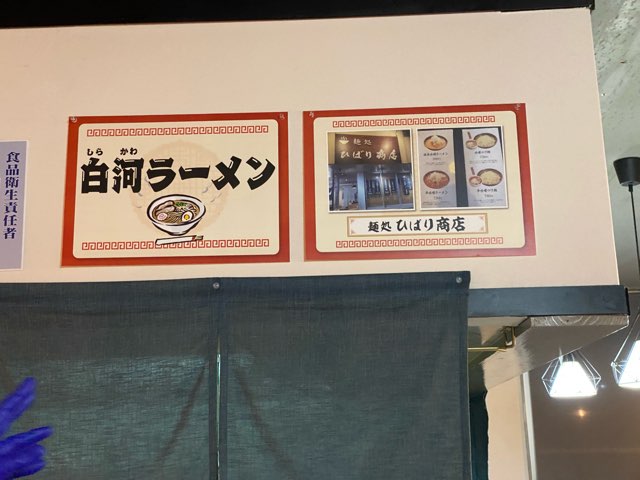 食品衛生責任者
しら かわ
白河ラーメン
麺処
ひばり商店
麺処 ひばり商店